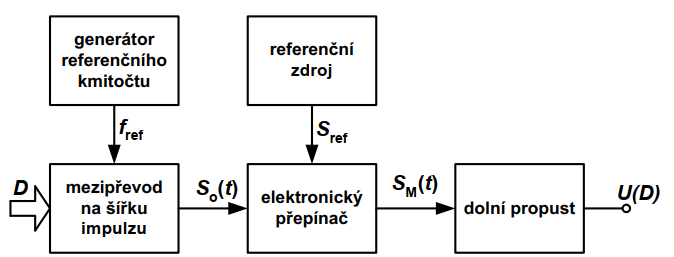 generátor
referenčního
kmitočtu
referenční
zdroj
f_ref
S_ref
D
mezipřevod
na šířku
impulzu
S_o(t)
elektronický
přepínač
S_M(t)
dolní propust
U(D)